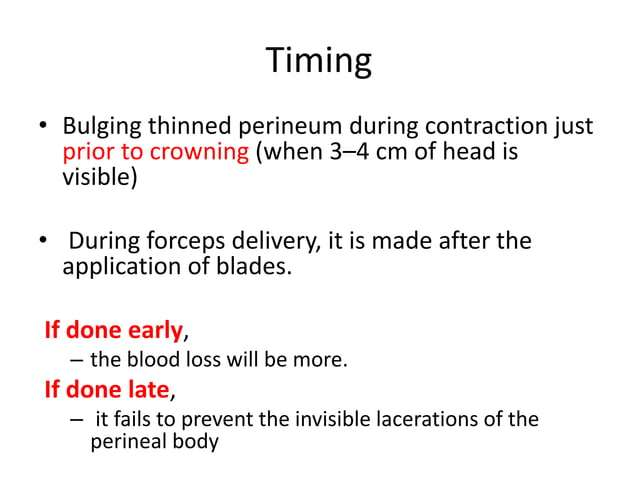 Timing
• Bulging thinned perineum during contraction just
prior to crowning (when 3–4 cm of head is
visible)
• During forceps delivery, it is made after the
application of blades.
If done early,
– the blood loss will be more.
If done late,
– it fails to prevent the invisible lacerations of the
perineal body